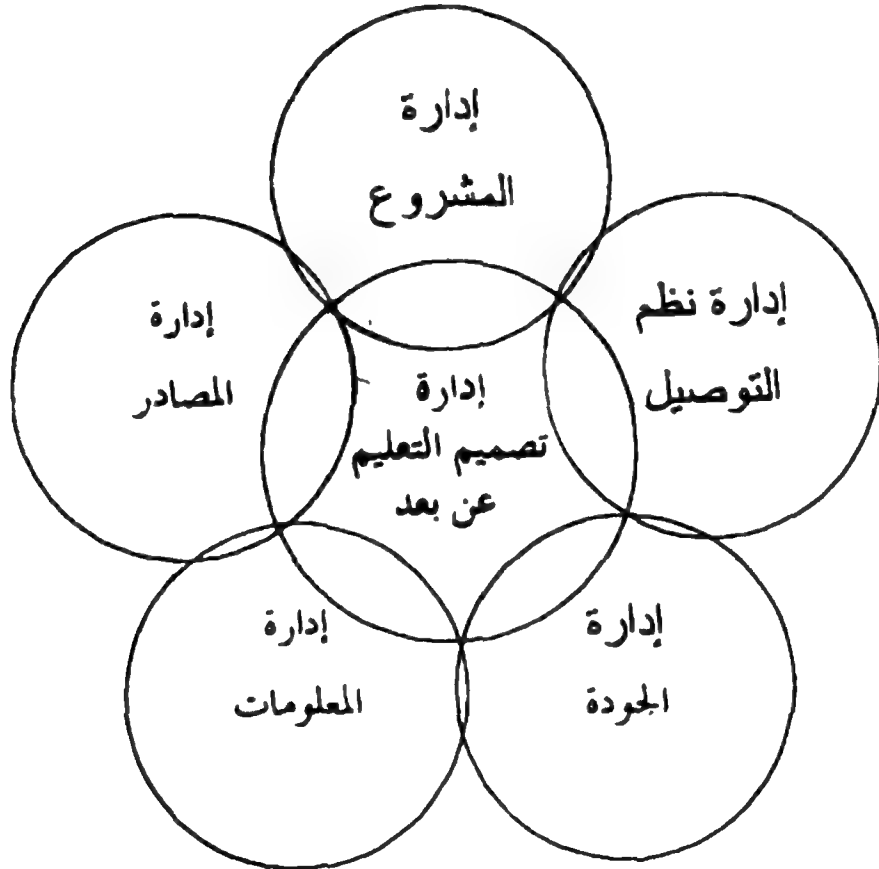 إدارة
المشروع
إدارة نظم
التوصيل
إدارة
المصادر
إدارة
تصميم التعليم
عن بعد
إدارة
الجودة
إدارة
المعلومات